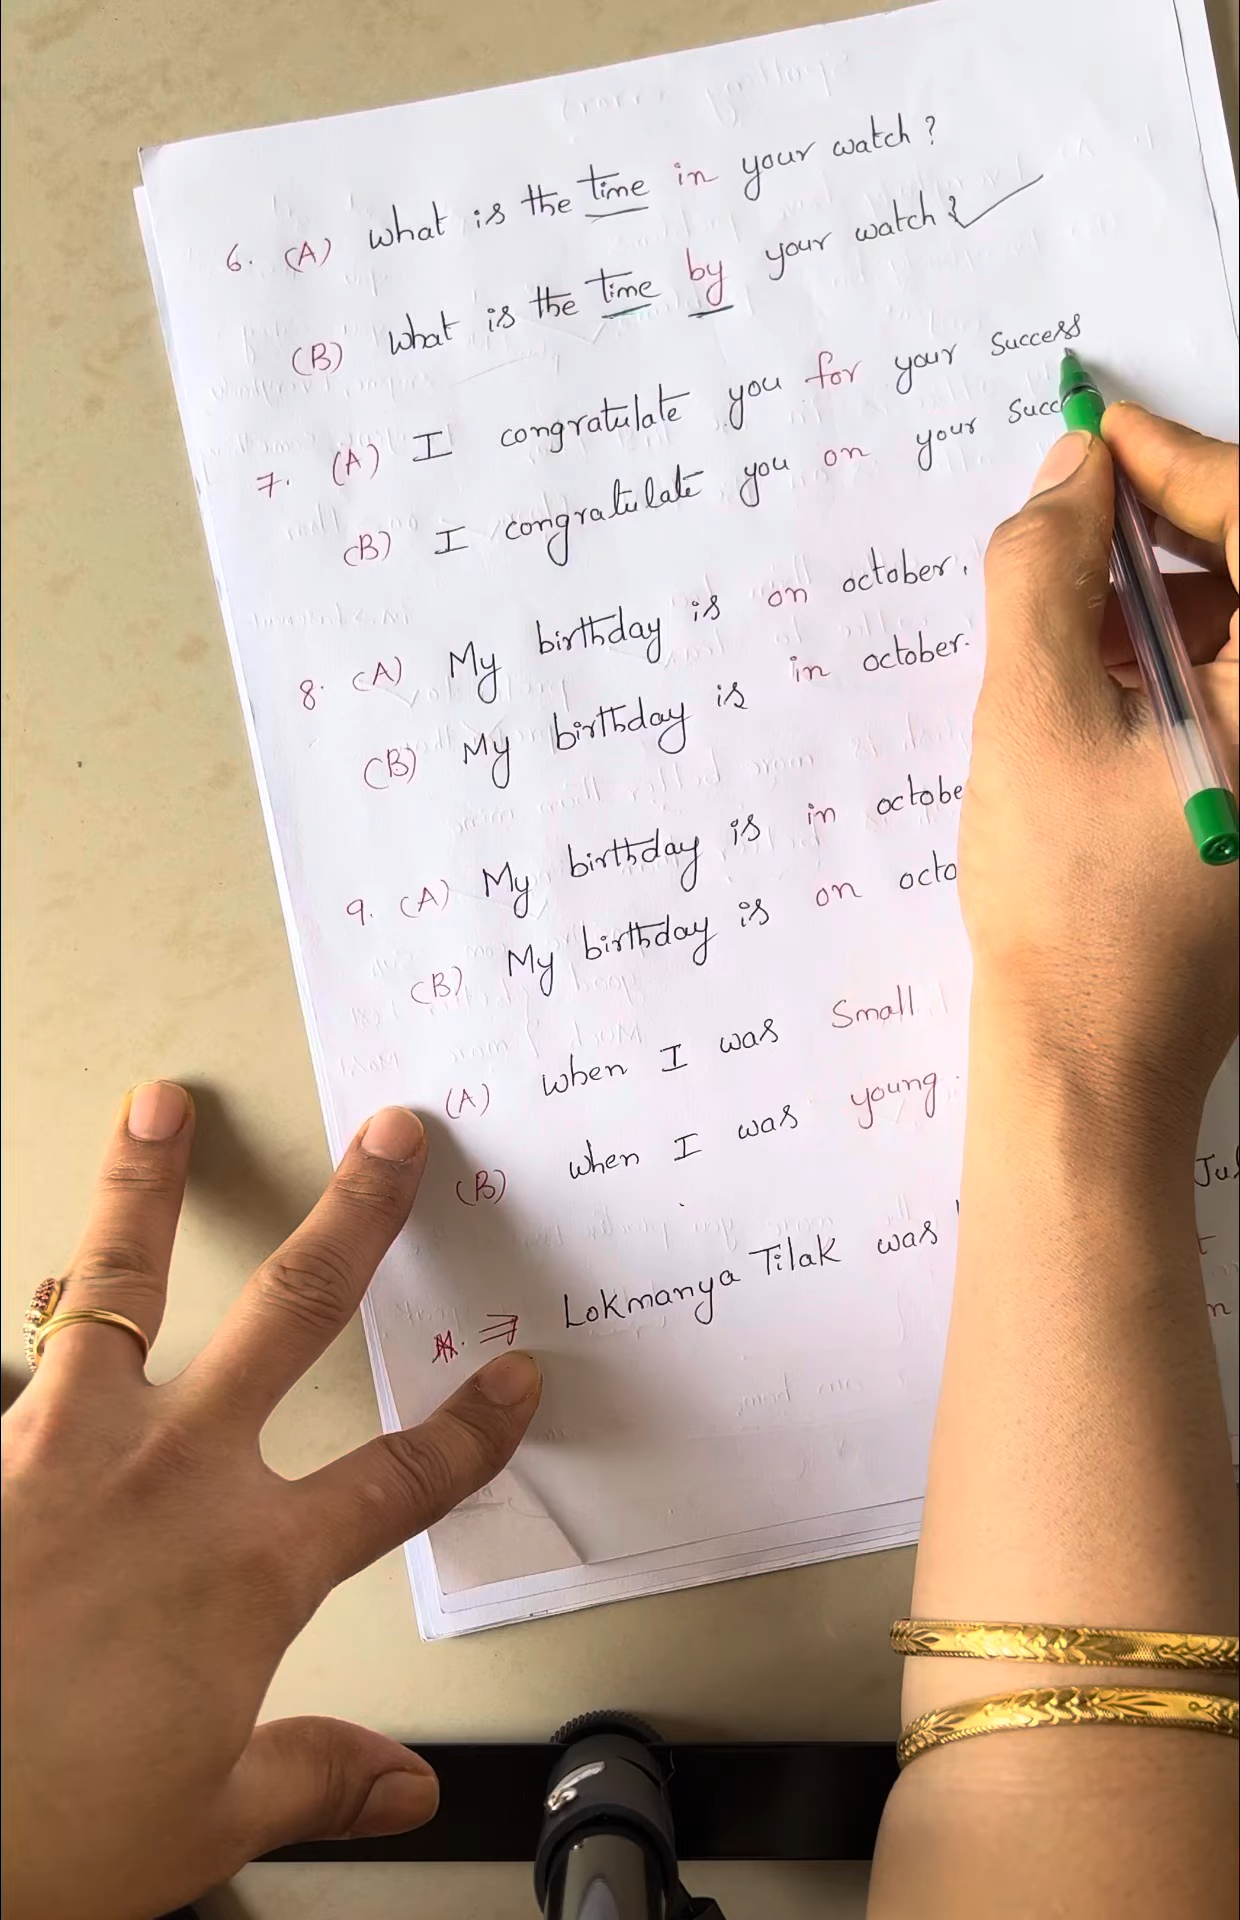 6. (A) what is the time in your watch?
(B) what is the time by your watch?
7. (A) I congratulate you for your Success
(B) I congratulate you on your
8. (A) My birthday is on october.
(B) My birthday is in october.
9. (A) My birthday is in
(B) My birthday is on
(A) when I was Small
(B) when I was young.
⇒ Lokmanya Tilak was